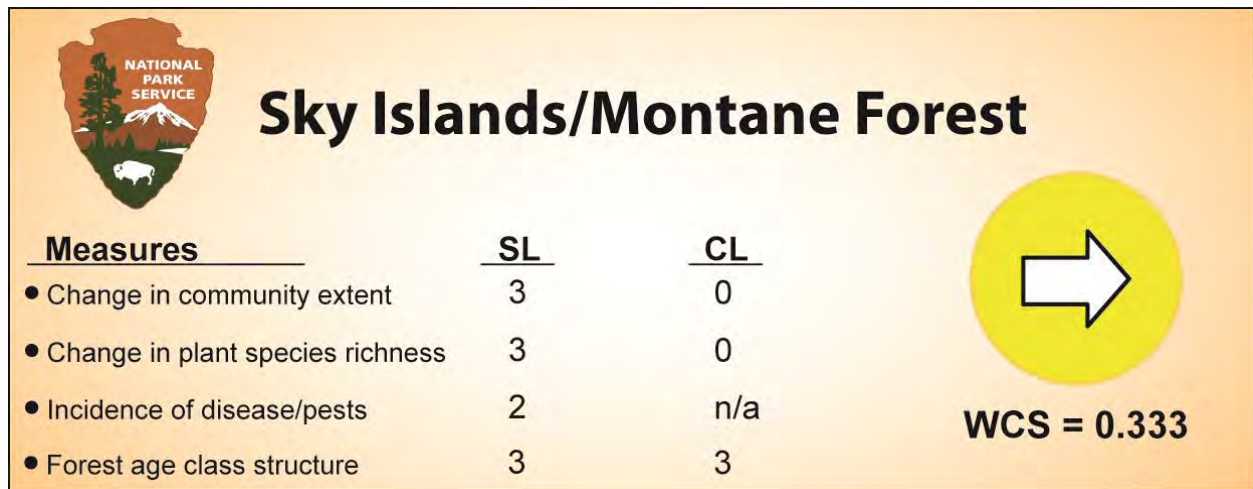 NATIONAL
PARK
SERVICE
Sky Islands/Montane Forest
Measures SL CL
• Change in community extent 3 0
• Change in plant species richness 3 0
• Incidence of disease/pests 2 n/a
• Forest age class structure 3 3
WCS = 0.333